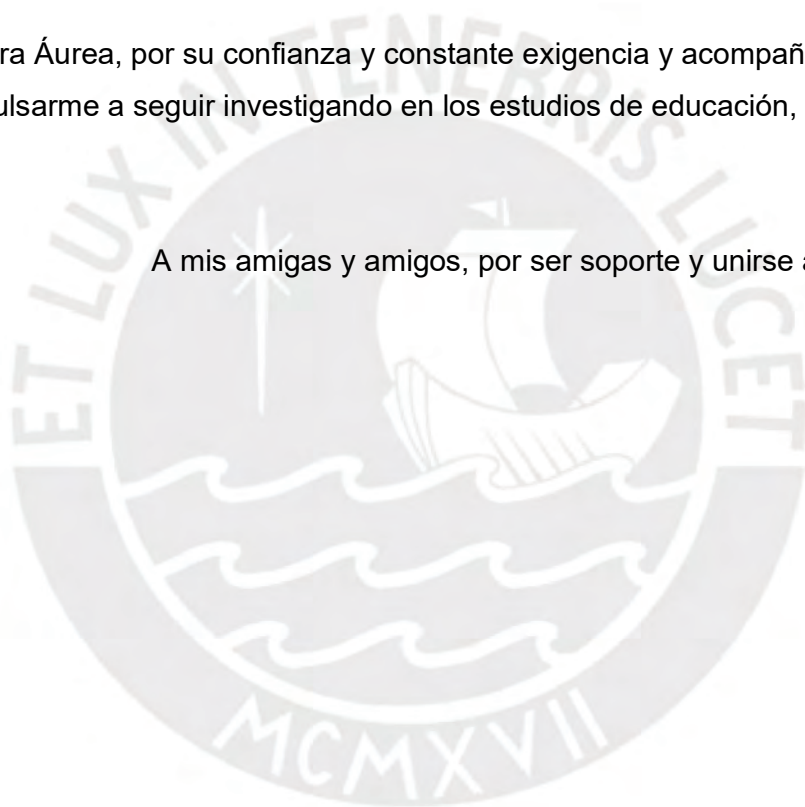 ra Áurea, por su confianza y constante exigencia y acompañ
ulsarme a seguir investigando en los estudios de educación,
A mis amigas y amigos, por ser soporte y unirse a
ET LUX IN TENEBRIS LUCET
MCMXVII